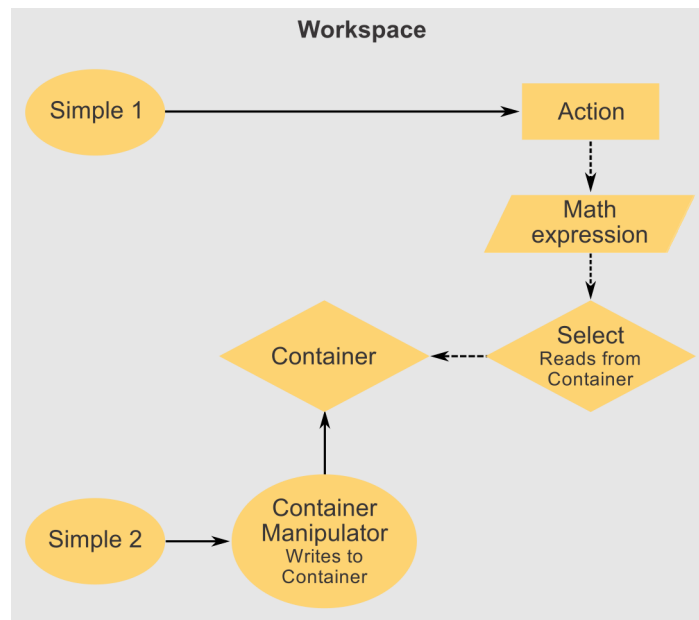 Workspace
Simple 1
Action
Math
expression
Select
Reads from
Container
Container
Simple 2
Container
Manipulator
Writes to
Container